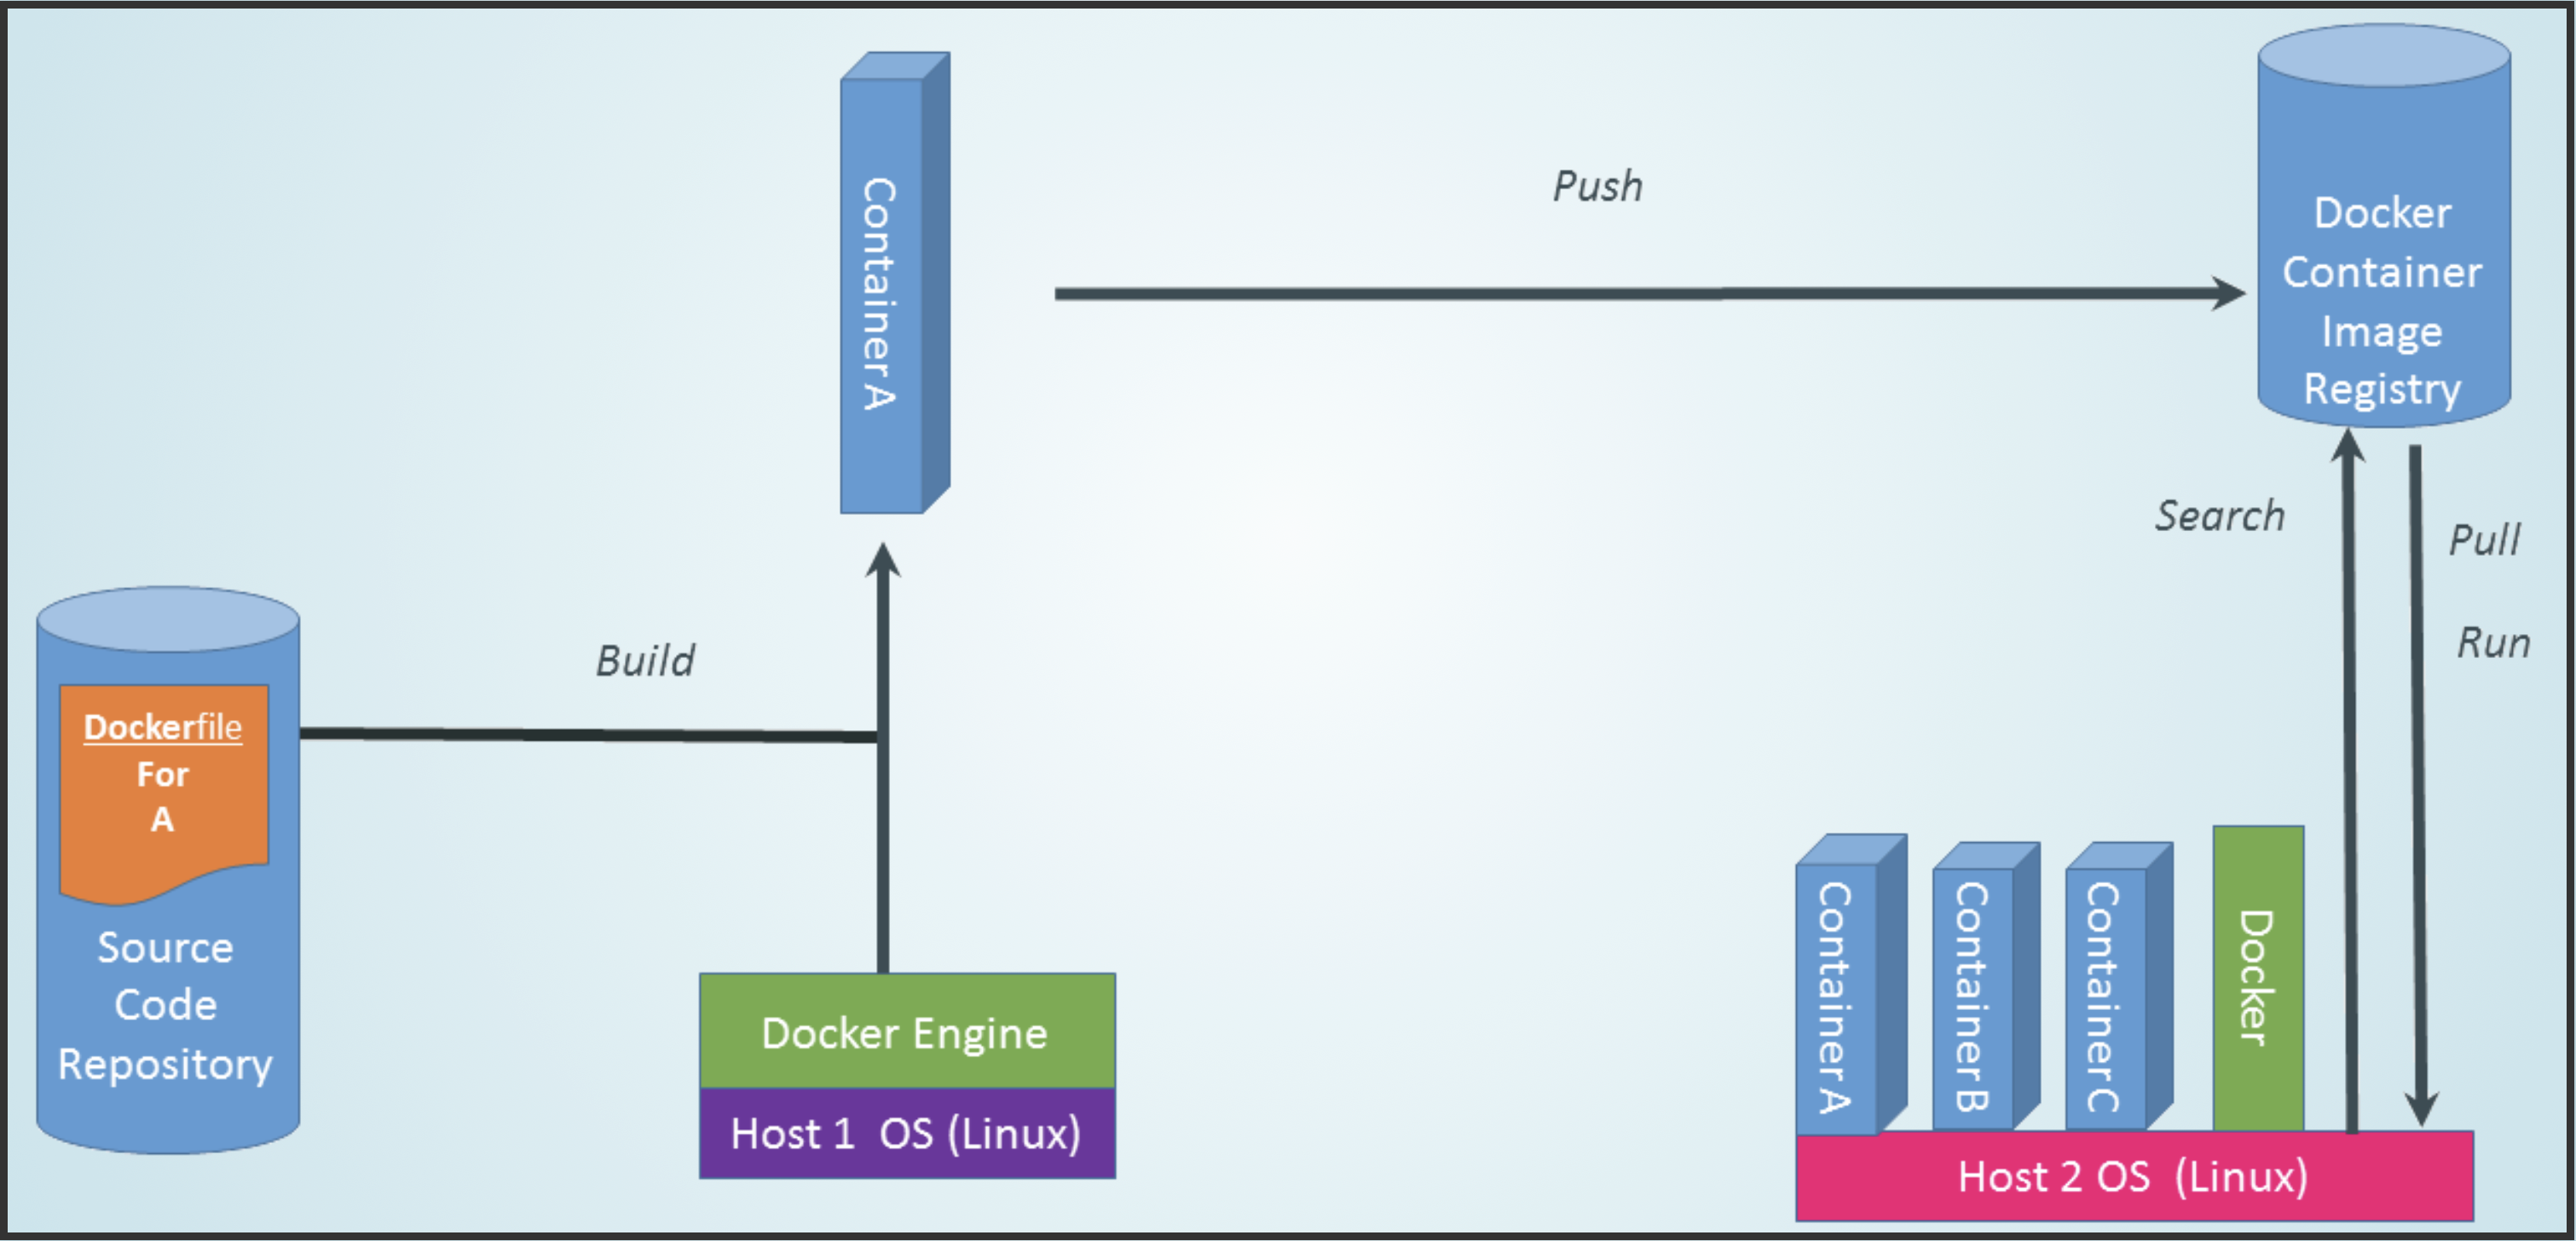 Container A
Push
Docker
Container
Image
Registry
Search
Pull
Run
Build
Dockerfile
For
A
Source
Code
Repository
Docker Engine
Host 1  OS (Linux)
Container A
Container B
Container C
Docker
Host 2 OS  (Linux)